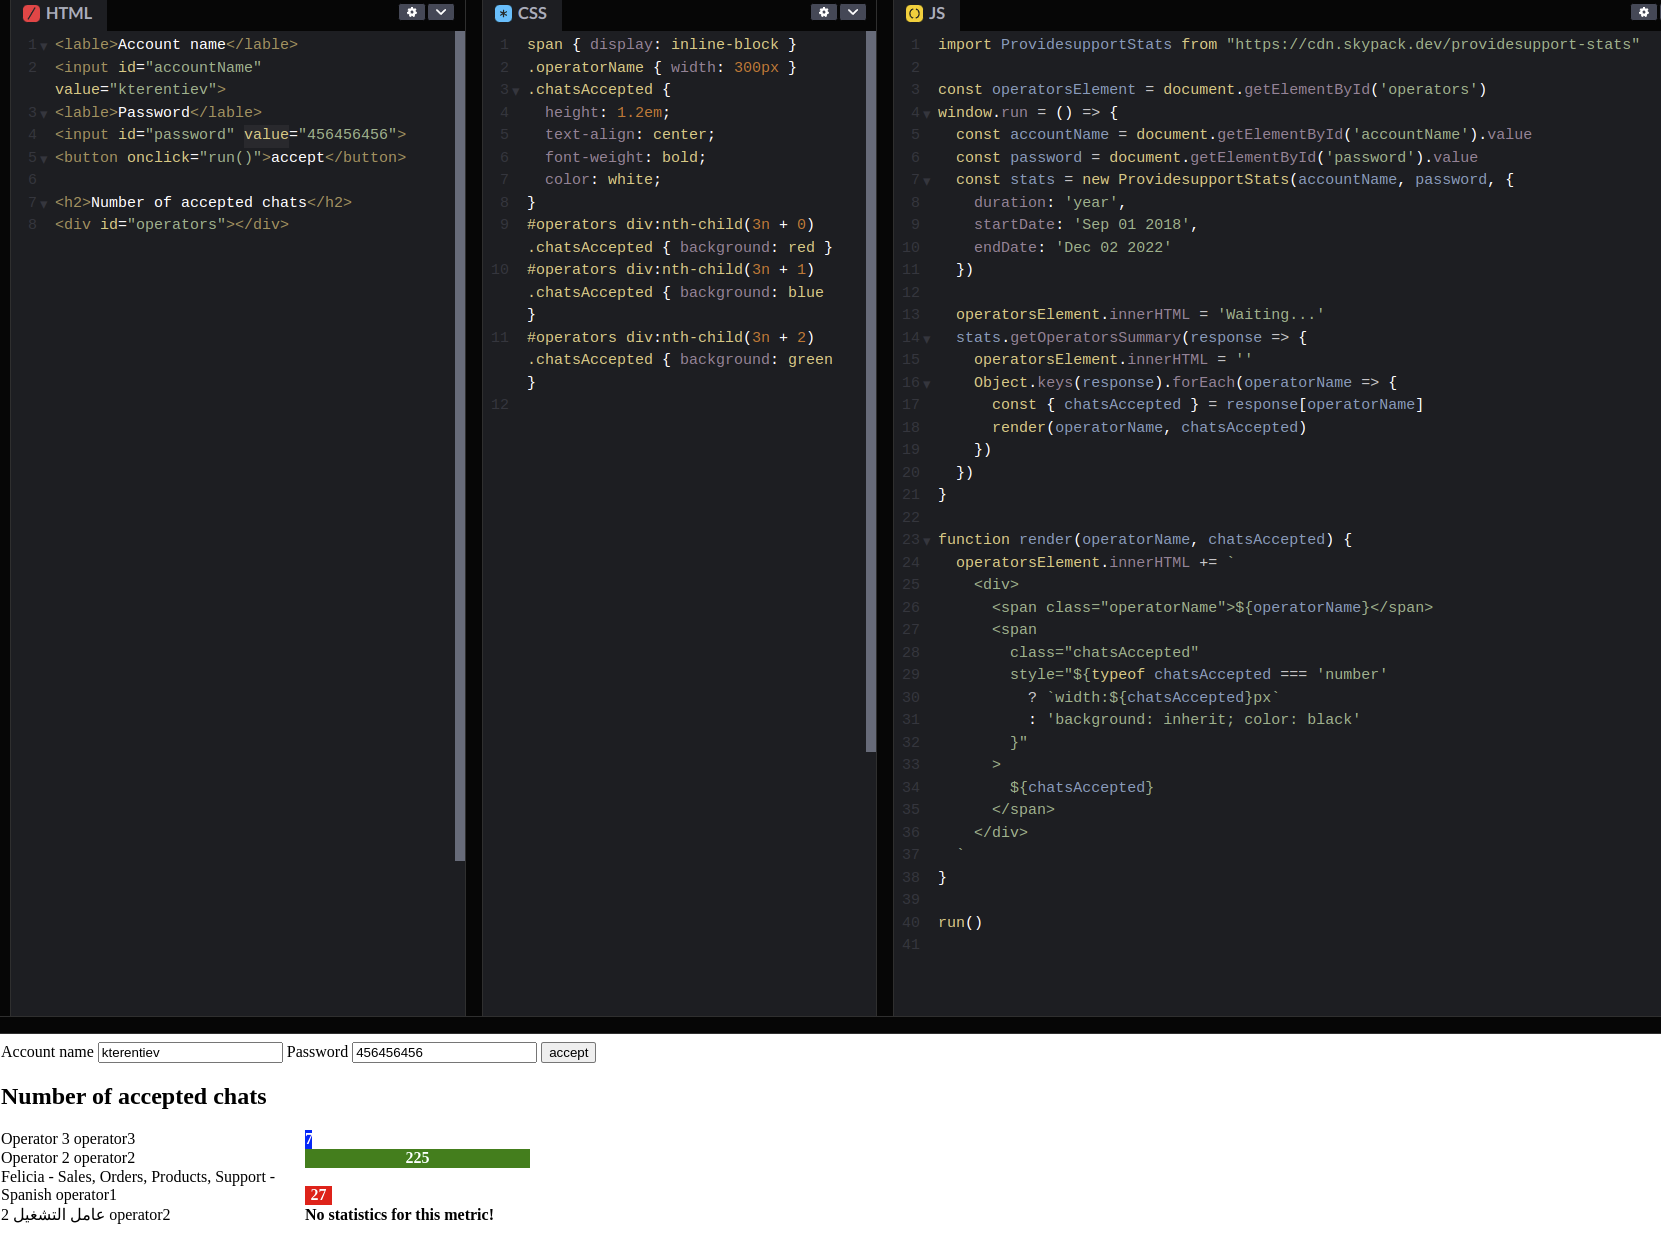 HTML
1 <lable>Account name</lable>
2 <input id="accountName"
value="kterentiev">
3 <lable>Password</lable>
4 <input id="password" value="456456456">
5 <button onclick="run()">accept</button>
6
7 <h2>Number of accepted chats</h2>
8 <div id="operators"></div>
CSS
1 span { display: inline-block }
2 .operatorName { width: 300px }
3 .chatsAccepted {
4 height: 1.2em;
5 text-align: center;
6 font-weight: bold;
7 color: white;
8 }
9 #operators div:nth-child(3n + 0)
.chatsAccepted { background: red }
10 #operators div:nth-child(3n + 1)
.chatsAccepted { background: blue
}
11 #operators div:nth-child(3n + 2)
.chatsAccepted { background: green
}
12
JS
1 import ProvidesupportStats from "https://cdn.skypack.dev/providesupport-stats"
2
3 const operatorsElement = document.getElementById('operators')
4 window.run = () => {
5 const accountName = document.getElementById('accountName').value
6 const password = document.getElementById('password').value
7 const stats = new ProvidesupportStats(accountName, password, {
8 duration: 'year',
9 startDate: 'Sep 01 2018',
10 endDate: 'Dec 02 2022'
11 })
12
13 operatorsElement.innerHTML = 'Waiting...'
14 stats.getOperatorsSummary(response => {
15 operatorsElement.innerHTML = ''
16 Object.keys(response).forEach(operatorName => {
17 const { chatsAccepted } = response[operatorName]
18 render(operatorName, chatsAccepted)
19 })
20 })
21 }
22
23 function render(operatorName, chatsAccepted) {
24 operatorsElement.innerHTML += `
25 <div>
26 <span class="operatorName">${operatorName}</span>
27 <span
28 class="chatsAccepted"
29 style="${typeof chatsAccepted === 'number'
30 ? `width:${chatsAccepted}px`
31 : 'background: inherit; color: black'
32 }"
33 >
34 ${chatsAccepted}
35 </span>
36 </div>
37 `
38 }
39
40 run()
41
Account name kterentiev Password 456456456 accept
Number of accepted chats
Operator 3 operator3 7
Operator 2 operator2 225
Felicia - Sales, Orders, Products, Support -
Spanish operator1 27
عامل التشغيل 2 operator2 No statistics for this metric!